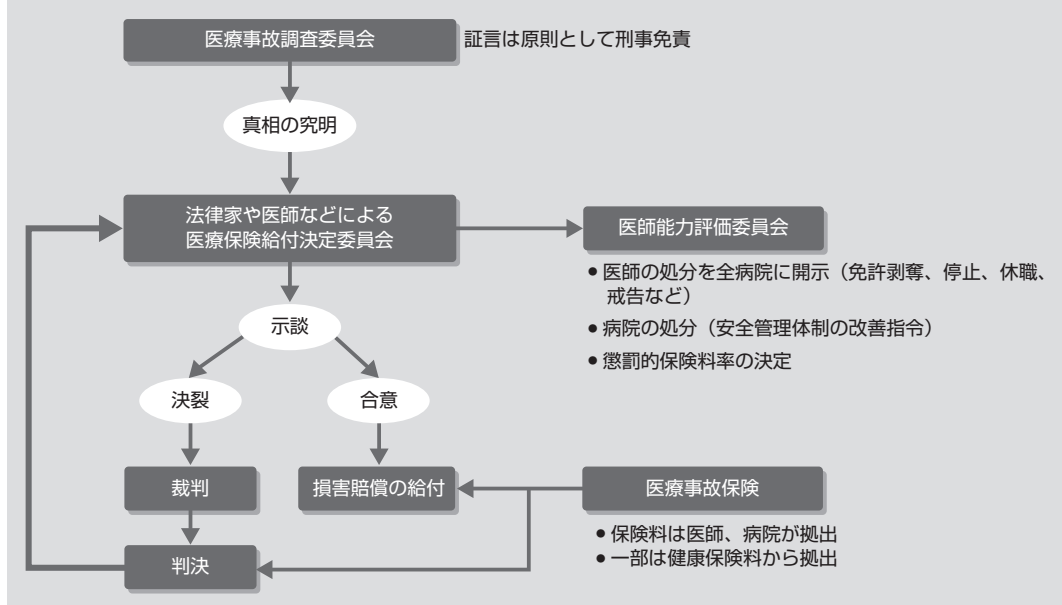 医療事故調査委員会
証言は原則として刑事免責
真相の究明
法律家や医師などによる
医療保険給付決定委員会
医師能力評価委員会
● 医師の処分を全病院に開示（免許剥奪、停止、休職、
戒告など）
● 病院の処分（安全管理体制の改善指令）
● 懲罰的保険料率の決定
示談
決裂
合意
裁判
損害賠償の給付
医療事故保険
● 保険料は医師、病院が拠出
● 一部は健康保険料から拠出
判決